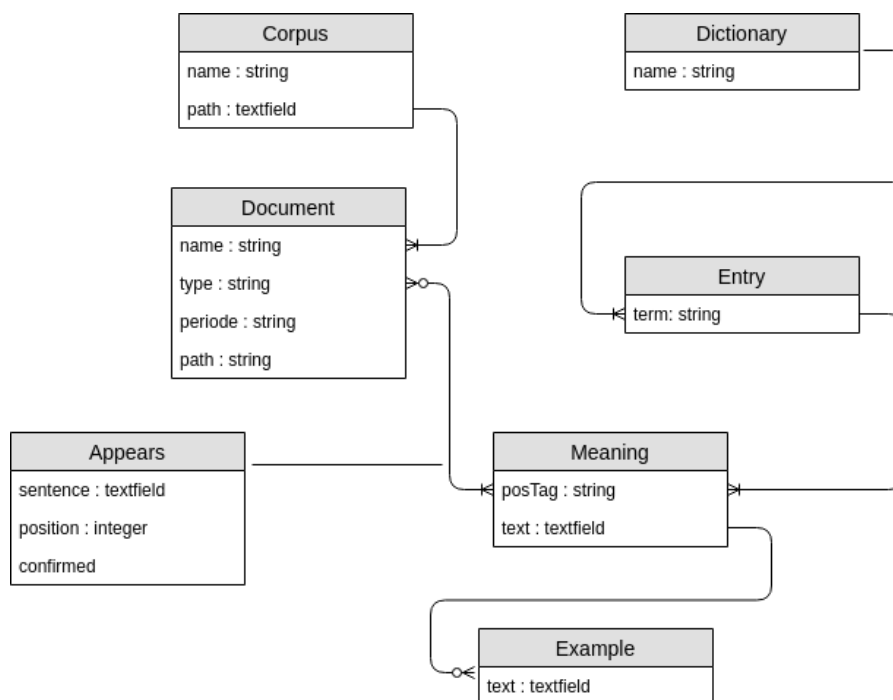 Corpus
name : string
path : textfield
Dictionary
name : string
Document
name : string
type : string
periode : string
path : string
Entry
term: string
Appears
sentence : textfield
position : integer
confirmed
Meaning
posTag : string
text : textfield
Example
text : textfield